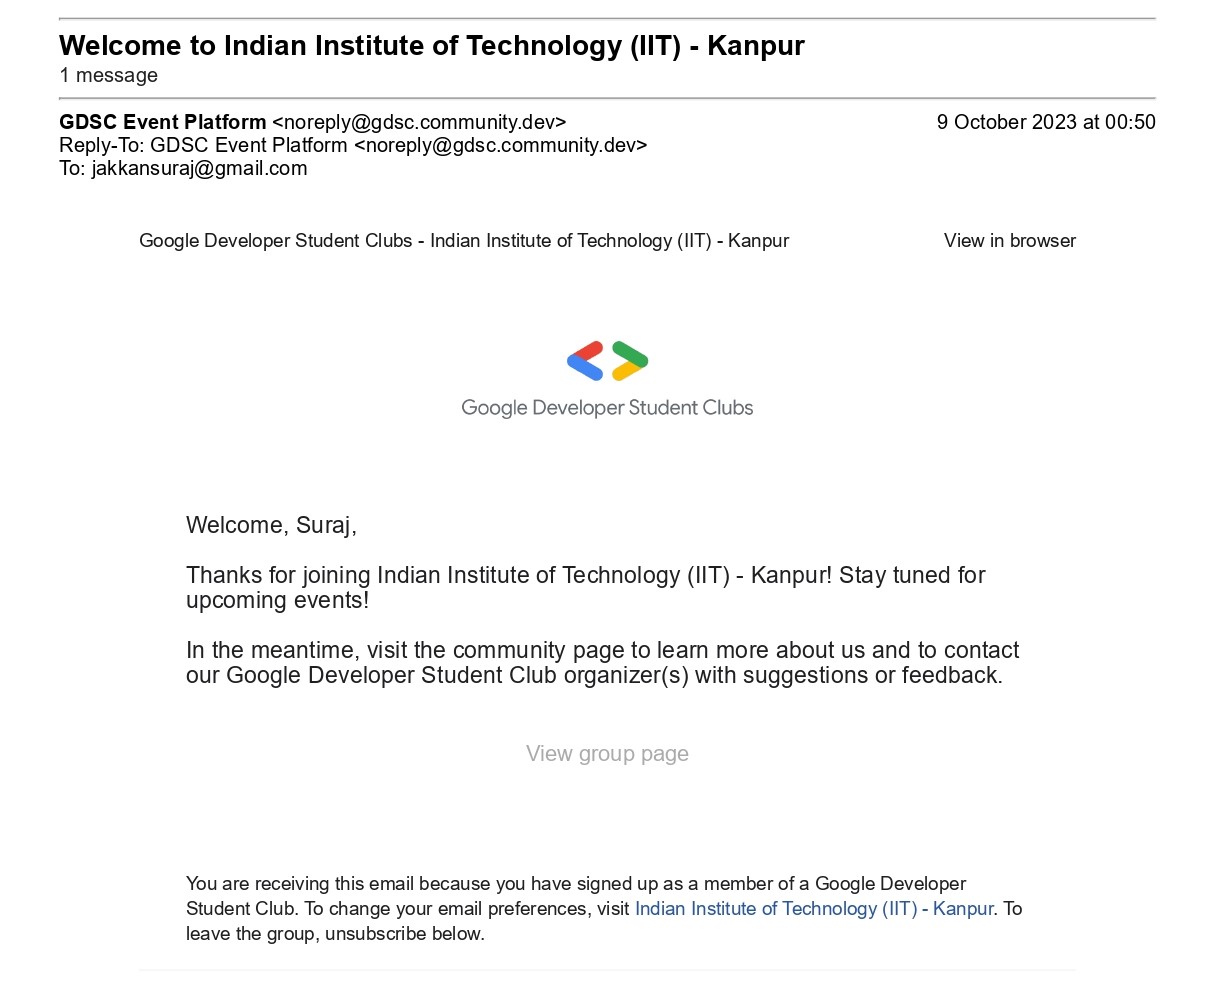 Welcome to Indian Institute of Technology (IIT) - Kanpur
1 message
GDSC Event Platform <noreply@gdsc.community.dev> 9 October 2023 at 00:50
Reply-To: GDSC Event Platform <noreply@gdsc.community.dev>
To: jakkansuraj@gmail.com
Google Developer Student Clubs - Indian Institute of Technology (IIT) - Kanpur View in browser
Google Developer Student Clubs
Welcome, Suraj,
Thanks for joining Indian Institute of Technology (IIT) - Kanpur! Stay tuned for
upcoming events!
In the meantime, visit the community page to learn more about us and to contact
our Google Developer Student Club organizer(s) with suggestions or feedback.
View group page
You are receiving this email because you have signed up as a member of a Google Developer
Student Club. To change your email preferences, visit Indian Institute of Technology (IIT) - Kanpur. To
leave the group, unsubscribe below.